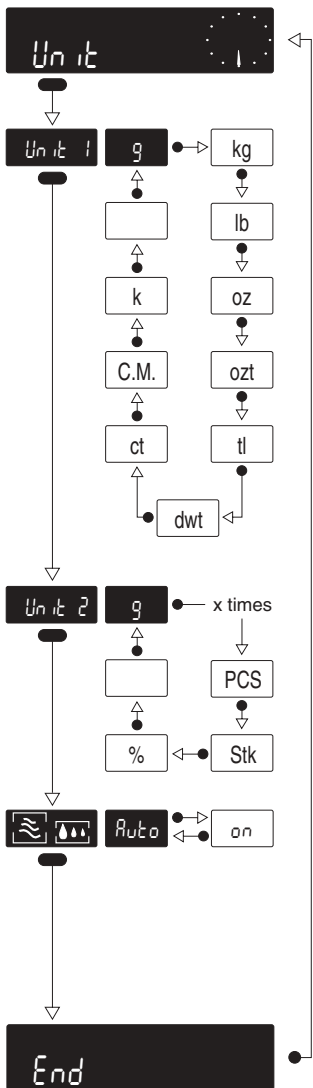 Unit
Unit 1 g kg
lb
k oz
C.M. ozt
ct tl
dwt
Unit 2 g x times
PCS
% Stk
Auto on
End